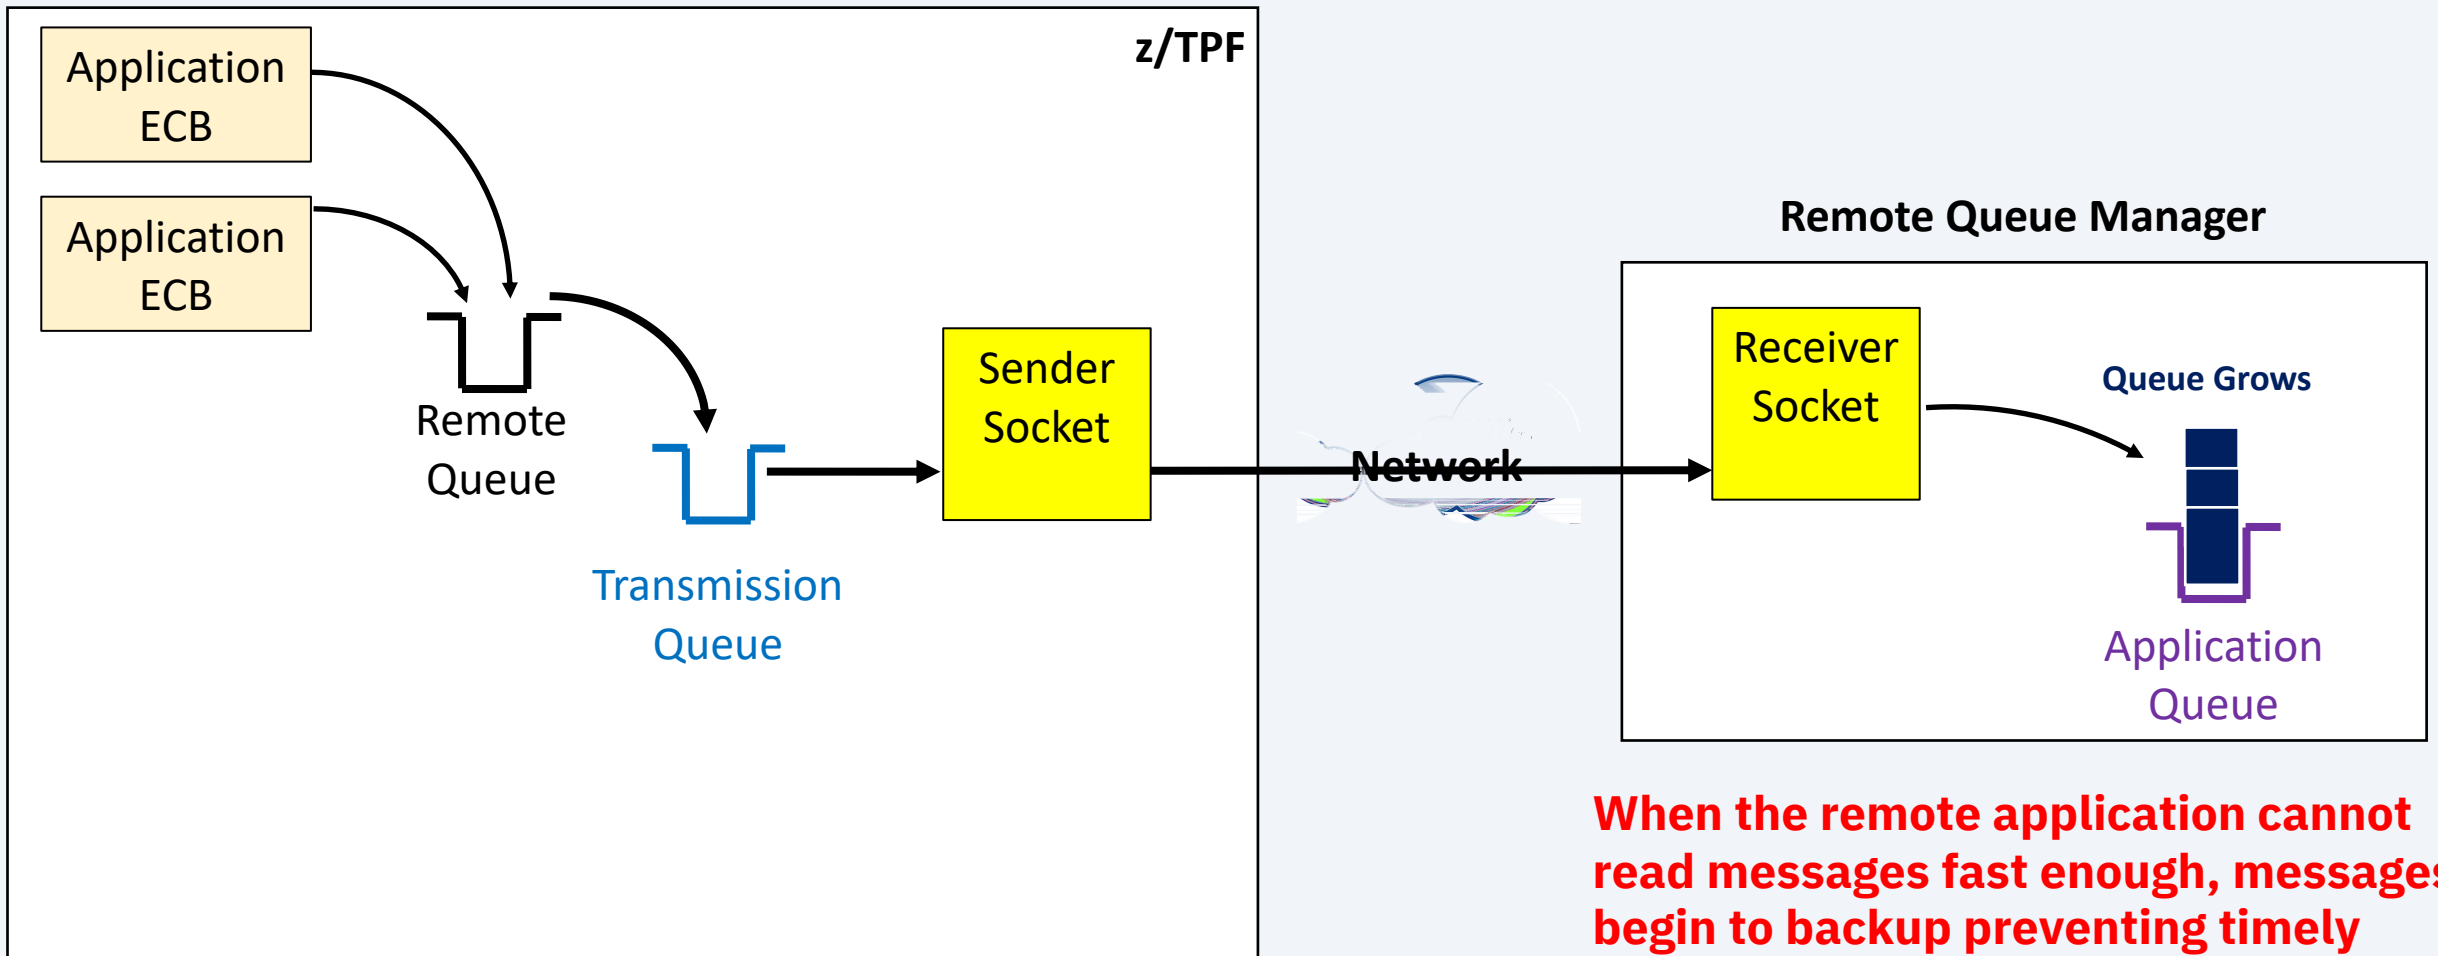 z/TPF
Application
ECB
Application
ECB
Remote
Queue
Transmission
Queue
Sender
Socket
Network
Remote Queue Manager
Receiver
Socket
Queue Grows
Application
Queue
When the remote application cannot
read messages fast enough, messages
begin to backup preventing timely